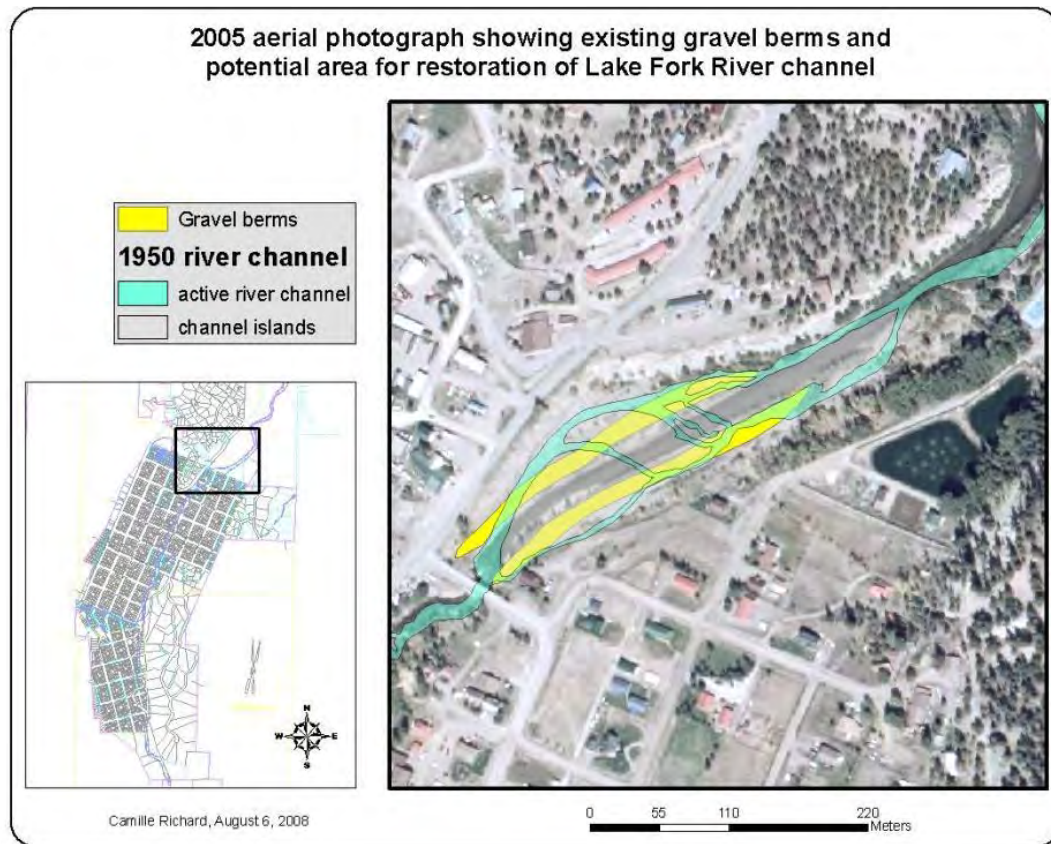 2005 aerial photograph showing existing gravel berms and
potential area for restoration of Lake Fork River channel
Gravel berms
1950 river channel
active river channel
channel islands
N
W E
S
Camille Richard, August 6, 2008
0 55 110 220
Meters